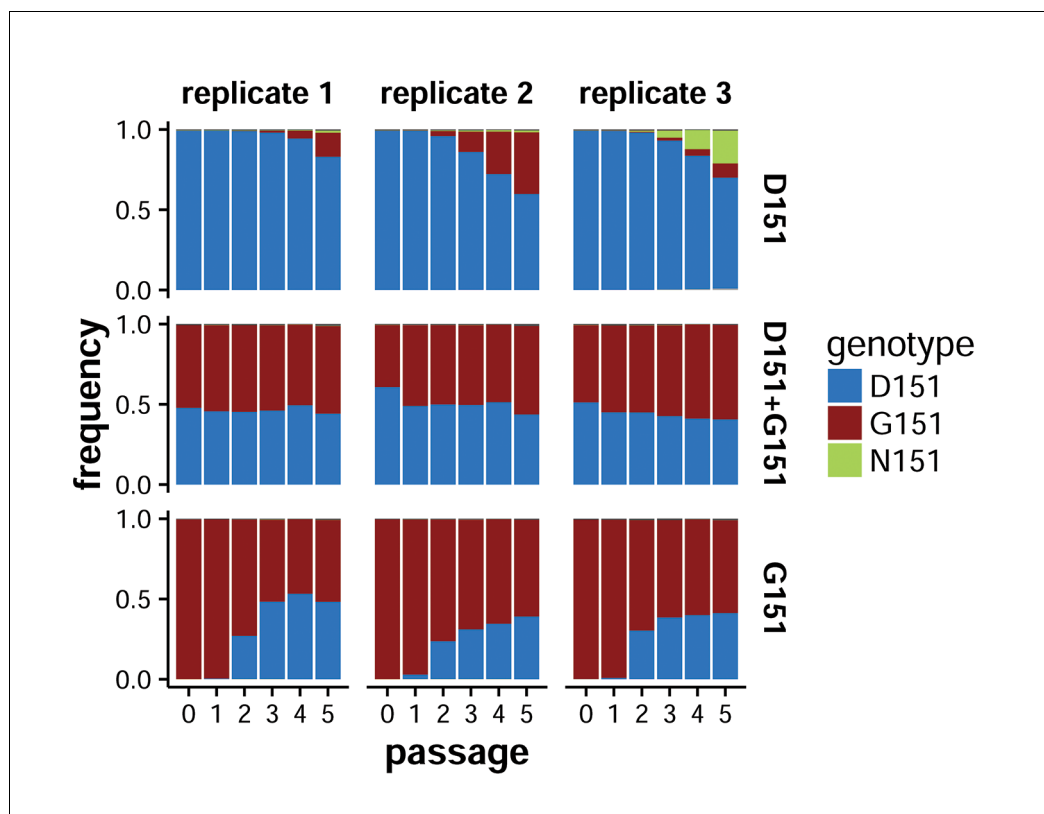 replicate 1 replicate 2 replicate 3
1.0
0.5
0.0
D151
1.0
0.5
0.0
D151+G151
1.0
0.5
0.0
G151
frequency
0 1 2 3 4 5 0 1 2 3 4 5 0 1 2 3 4 5
passage
genotype
D151
G151
N151